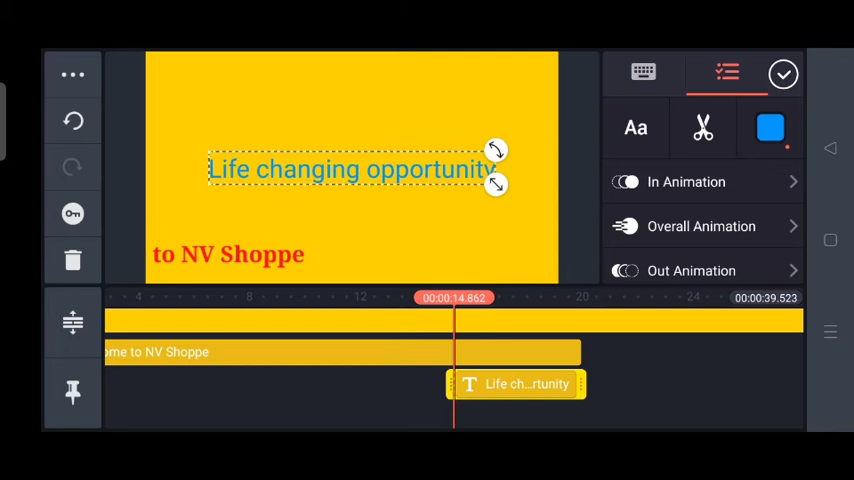 Aa
Life changing opportunity
In Animation
Overall Animation
to NV Shoppe
Out Animation
4
8
12
00:00:14.862
20
24
00:00:39.523
ome to NV Shoppe
T Life ch...rtunity